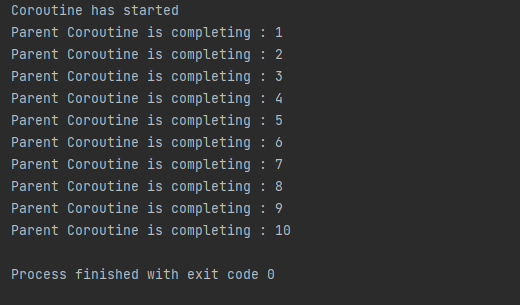 Coroutine has started
Parent Coroutine is completing : 1
Parent Coroutine is completing : 2
Parent Coroutine is completing : 3
Parent Coroutine is completing : 4
Parent Coroutine is completing : 5
Parent Coroutine is completing : 6
Parent Coroutine is completing : 7
Parent Coroutine is completing : 8
Parent Coroutine is completing : 9
Parent Coroutine is completing : 10
Process finished with exit code 0